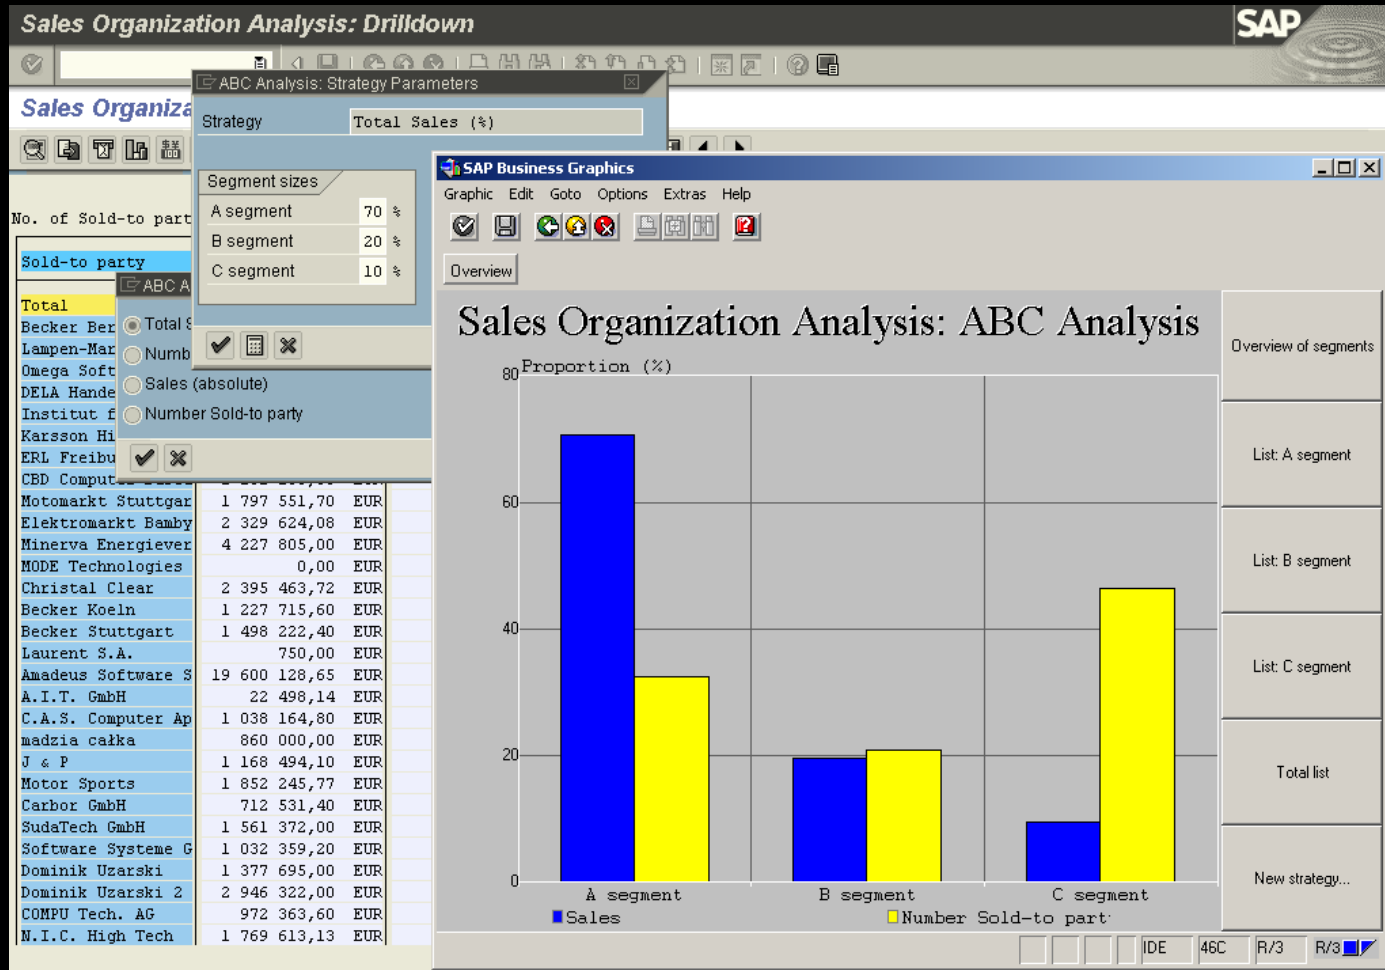 Sales Organization Analysis: Drilldown
SAP
ABC Analysis: Strategy Parameters
Sales Organiza
Strategy Total Sales (%)
Segment sizes
A segment 70 %
B segment 20 %
C segment 10 %
No. of Sold-to part
Sold-to party
ABC A
Total
Total S
Numb
Sales (absolute)
Number Sold-to party
Becker Ber
Lampen-Mar
Omega Soft
DELA Hande
Institut f
Karsson Hi
ERL Freibu
CBD Comput
Motomarkt Stuttgar 1 797 551,70 EUR
Elektromarkt Bamby 2 329 624,08 EUR
Minerva Energiever 4 227 805,00 EUR
MODE Technologies 0,00 EUR
Christal Clear 2 395 463,72 EUR
Becker Koeln 1 227 715,60 EUR
Becker Stuttgart 1 498 222,40 EUR
Laurent S.A. 750,00 EUR
Amadeus Software S 19 600 128,65 EUR
A.I.T. GmbH 22 498,14 EUR
C.A.S. Computer Ap 1 038 164,80 EUR
madzia całka 860 000,00 EUR
J & P 1 168 494,10 EUR
Motor Sports 1 852 245,77 EUR
Carbor GmbH 712 531,40 EUR
SudaTech GmbH 1 561 372,00 EUR
Software Systeme G 1 032 359,20 EUR
Dominik Uzarski 1 377 695,00 EUR
Dominik Uzarski 2 2 946 322,00 EUR
COMPU Tech. AG 972 363,60 EUR
N.I.C. High Tech 1 769 613,13 EUR
SAP Business Graphics
Graphic Edit Goto Options Extras Help
Overview
Sales Organization Analysis: ABC Analysis
Proportion (%)
80
60
40
20
0
A segment B segment C segment
Sales Number Sold-to part
Overview of segments
List: A segment
List: B segment
List: C segment
Total list
New strategy...
IDE 46C R/3 R/3